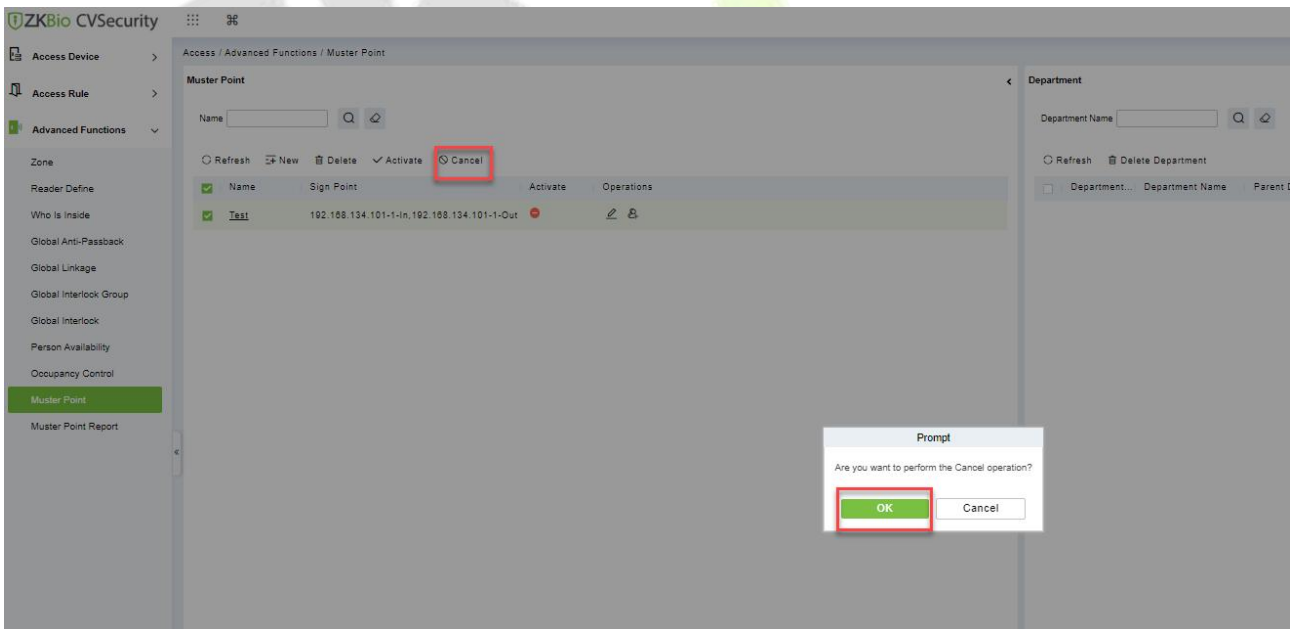 ZKBio CVSecurity
Access Device
Access Rule
Advanced Functions
Zone
Reader Define
Who Is Inside
Global Anti-Passback
Global Linkage
Global Interlock Group
Global Interlock
Person Availability
Occupancy Control
Muster Point
Muster Point Report
Access / Advanced Functions / Muster Point
Muster Point
Name
Refresh New Delete Activate Cancel
Name Sign Point Activate Operations
Test 192.168.134.101-1-In,192.168.134.101-1-Out
Department
Department Name
Refresh Delete Department
Department... Department Name Parent D
Prompt
Are you want to perform the Cancel operation?
OK Cancel